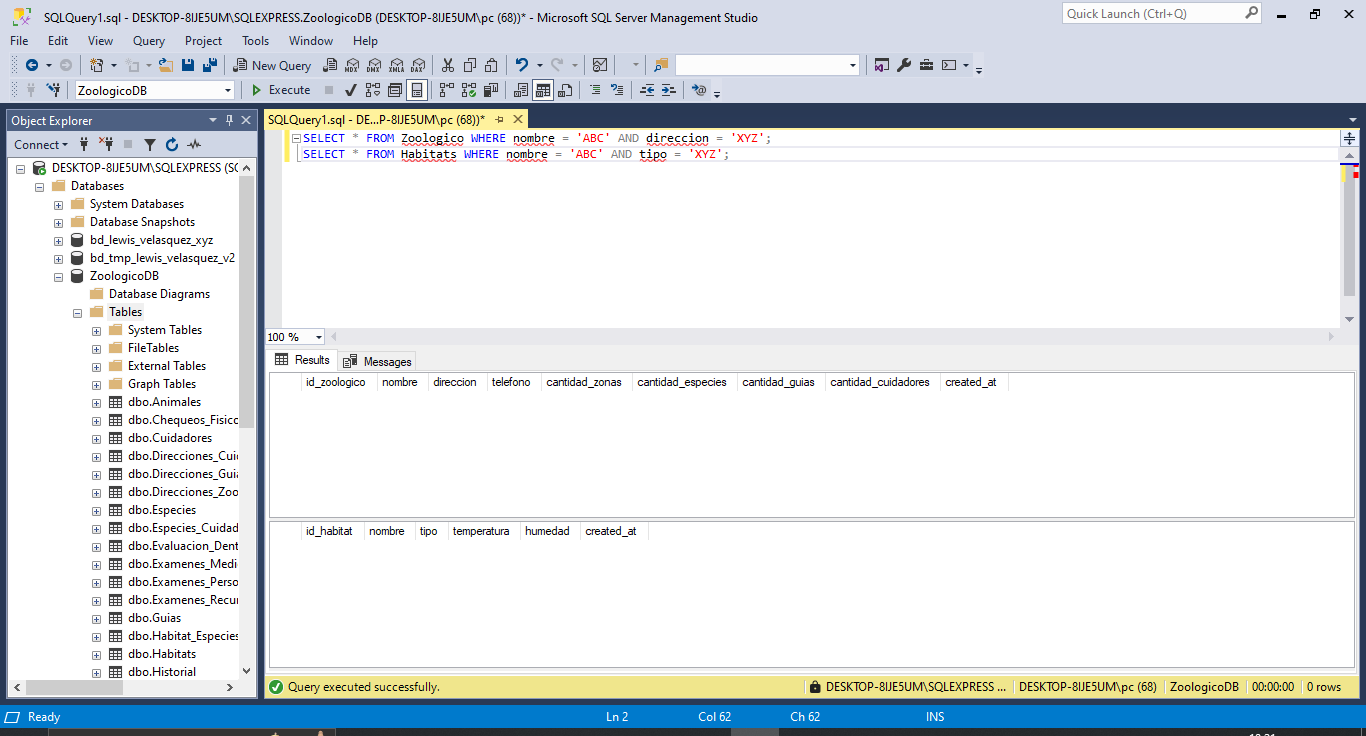 SQLQuery1.sql - DESKTOP-8IJE5UM\SQLEXPRESS.ZoologicoDB (DESKTOP-8IJE5UM\pc (68))* - Microsoft SQL Server Management Studio
Quick Launch (Ctrl+Q)
File Edit View Query Project Tools Window Help
New Query
MDX DMX XMLA DAX
ZoologicoDB
Execute
Object Explorer
SQLQuery1.sql - DE...P-8IJE5UM\pc (68))*
Connect
SELECT * FROM Zoologico WHERE nombre = 'ABC' AND direccion = 'XYZ';
SELECT * FROM Habitats WHERE nombre = 'ABC' AND tipo = 'XYZ';
DESKTOP-8IJE5UM\SQLEXPRESS (SQ
Databases
System Databases
Database Snapshots
bd_lewis_velasquez_xyz
bd_tmp_lewis_velasquez_v2
ZoologicoDB
Database Diagrams
Tables
System Tables
FileTables
External Tables
Graph Tables
dbo.Animales
dbo.Chequeos_Fisico
dbo.Cuidadores
dbo.Direcciones_Cui
dbo.Direcciones_Guia
dbo.Direcciones_Zoo
dbo.Especies
dbo.Especies_Cuidad
dbo.Evaluacion_Dent
dbo.Examenes_Medi
dbo.Examenes_Perso
dbo.Examenes_Recur
dbo.Guias
dbo.Habitat_Especies
dbo.Habitats
dbo.Historial
100 %
Results Messages
id_zoologico nombre direccion telefono cantidad_zonas cantidad_especies cantidad_guias cantidad_cuidadores created_at
id_habitat nombre tipo temperatura humedad created_at
Query executed successfully.
DESKTOP-8IJE5UM\SQLEXPRESS ... DESKTOP-8IJE5UM\pc (68) ZoologicoDB 00:00:00 0 rows
Ready Ln 2 Col 62 Ch 62 INS